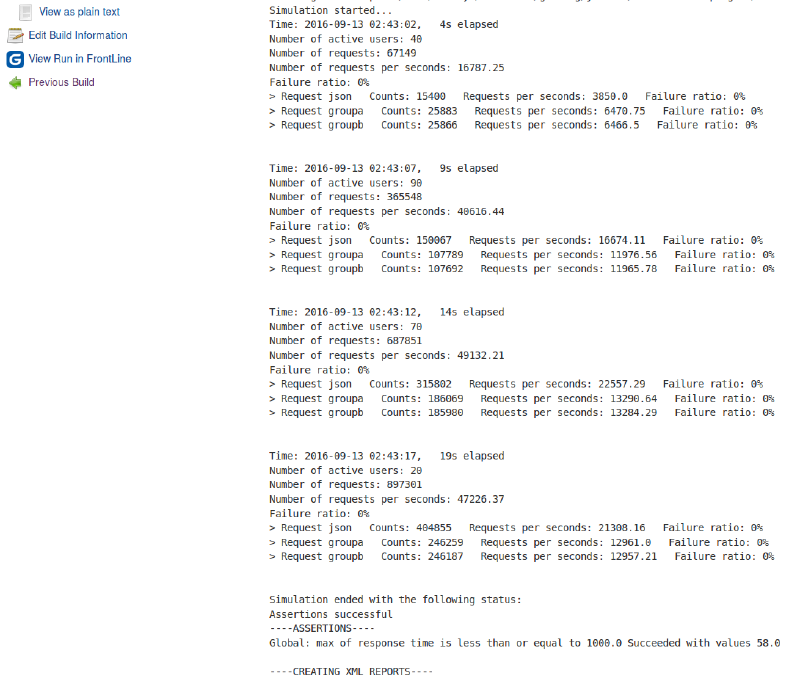 View as plain text
Edit Build Information
View Run in FrontLine
Previous Build
Simulation started...
Time: 2016-09-13 02:43:02,   4s elapsed
Number of active users: 40
Number of requests: 67149
Number of requests per seconds: 16787.25
Failure ratio: 0%
> Request json   Counts: 15400   Requests per seconds: 3850.0   Failure ratio: 0%
> Request groupa   Counts: 25883   Requests per seconds: 6470.75   Failure ratio: 0%
> Request groupb   Counts: 25866   Requests per seconds: 6466.5   Failure ratio: 0%
Time: 2016-09-13 02:43:07,   9s elapsed
Number of active users: 90
Number of requests: 365548
Number of requests per seconds: 40616.44
Failure ratio: 0%
> Request json   Counts: 150067   Requests per seconds: 16674.11   Failure ratio: 0%
> Request groupa   Counts: 107789   Requests per seconds: 11976.56   Failure ratio: 0%
> Request groupb   Counts: 107692   Requests per seconds: 11965.78   Failure ratio: 0%
Time: 2016-09-13 02:43:12,   14s elapsed
Number of active users: 70
Number of requests: 687851
Number of requests per seconds: 49132.21
Failure ratio: 0%
> Request json   Counts: 315802   Requests per seconds: 22557.29   Failure ratio: 0%
> Request groupa   Counts: 186069   Requests per seconds: 13290.64   Failure ratio: 0%
> Request groupb   Counts: 185980   Requests per seconds: 13284.29   Failure ratio: 0%
Time: 2016-09-13 02:43:17,   19s elapsed
Number of active users: 20
Number of requests: 897301
Number of requests per seconds: 47226.37
Failure ratio: 0%
> Request json   Counts: 404855   Requests per seconds: 21308.16   Failure ratio: 0%
> Request groupa   Counts: 246259   Requests per seconds: 12961.0   Failure ratio: 0%
> Request groupb   Counts: 246187   Requests per seconds: 12957.21   Failure ratio: 0%
Simulation ended with the following status:
Assertions successful
----ASSERTIONS----
Global: max of response time is less than or equal to 1000.0 Succeeded with values 58.0
----CREATING XML REPORTS----